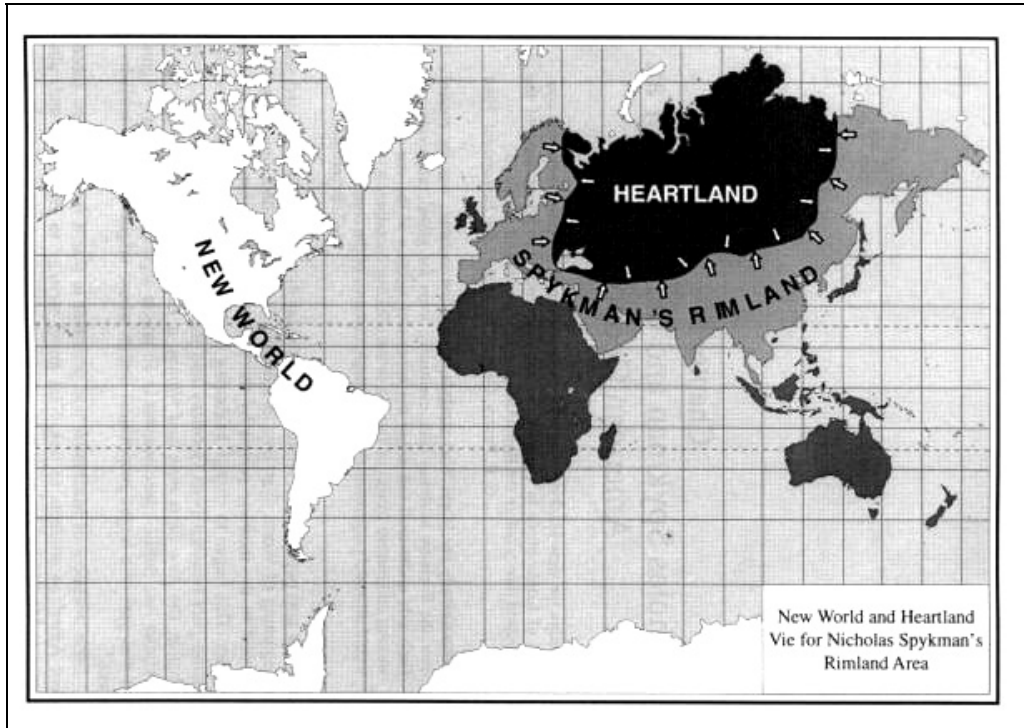 NEW WORLD
HEARTLAND
SPYKMAN'S RIMLAND
New World and Heartland
Vie for Nicholas Spykman's
Rimland Area